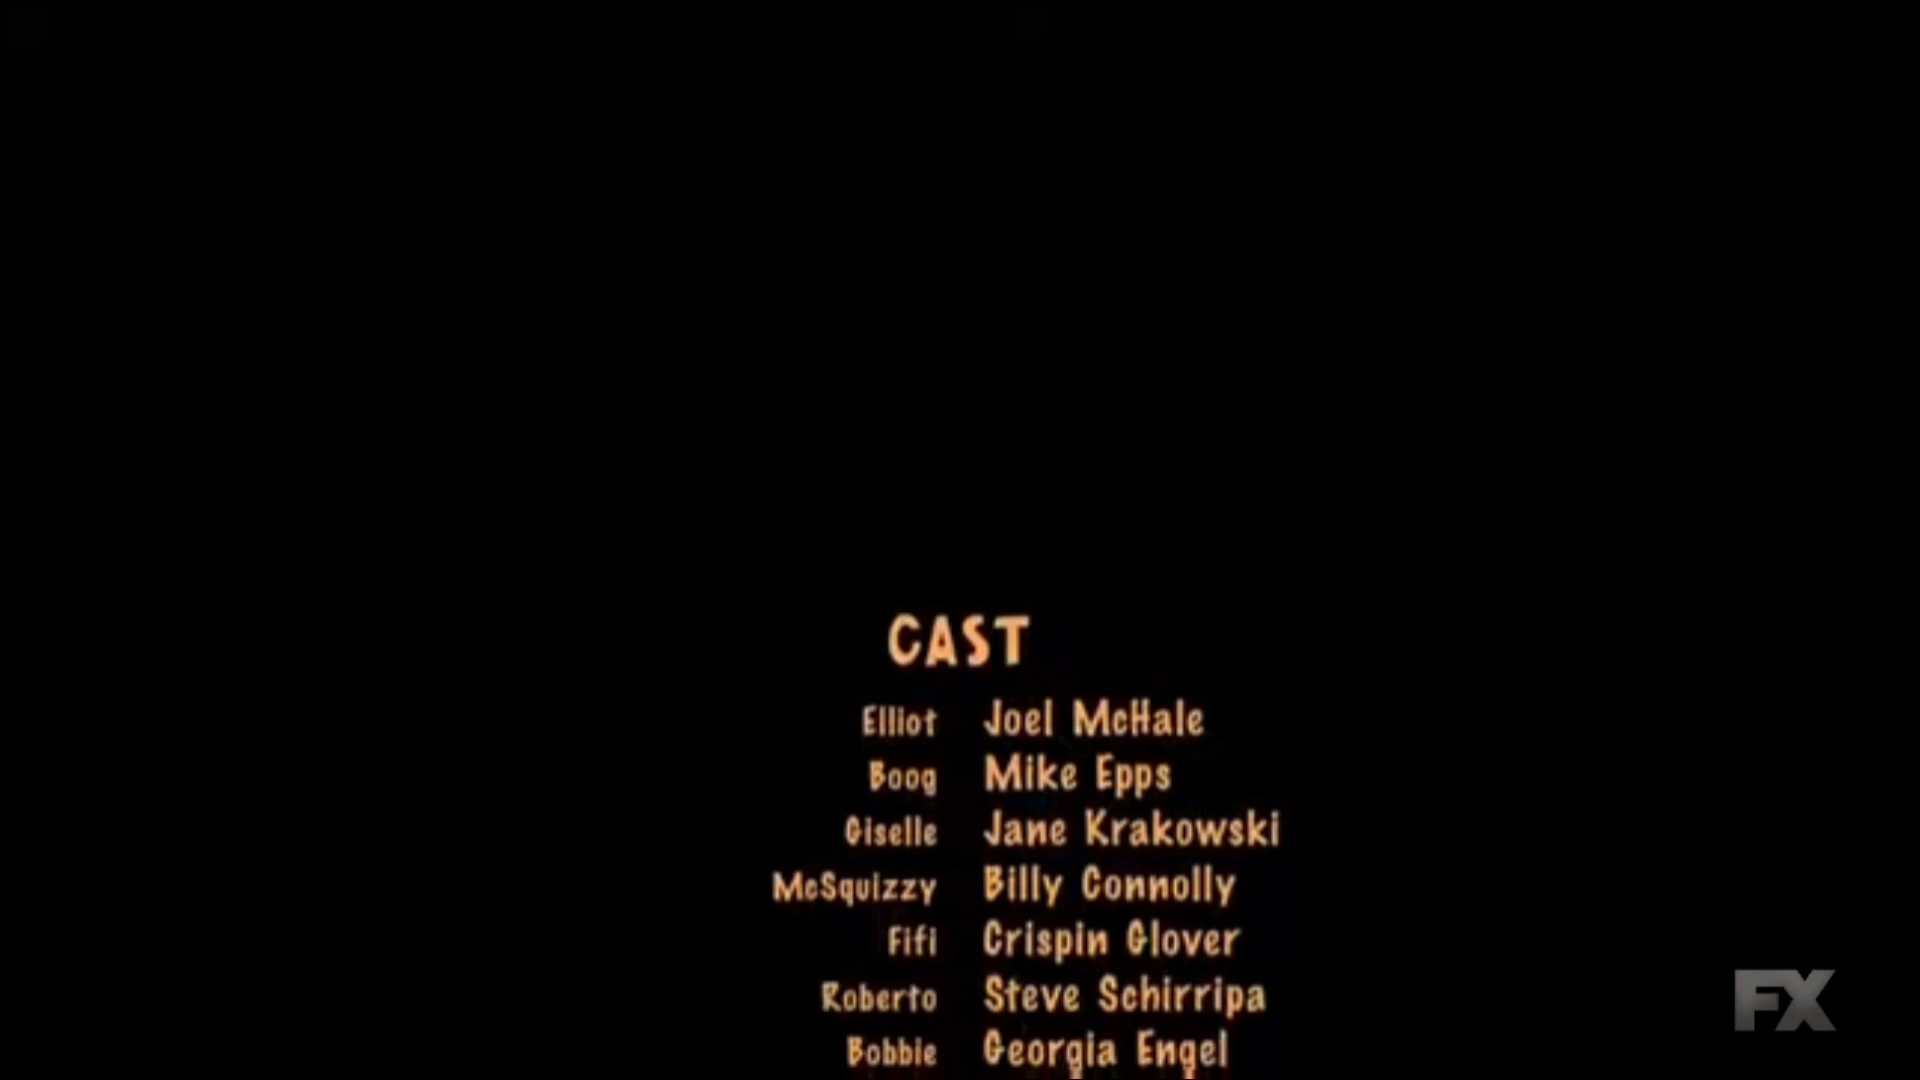 CAST
Elliot Joel McHale
Boog Mike Epps
Giselle Jane Krakowski
McSquizzy Billy Connolly
Fifi Crispin Glover
Roberto Steve Schirripa
Bobbie Georgia Engel
FX